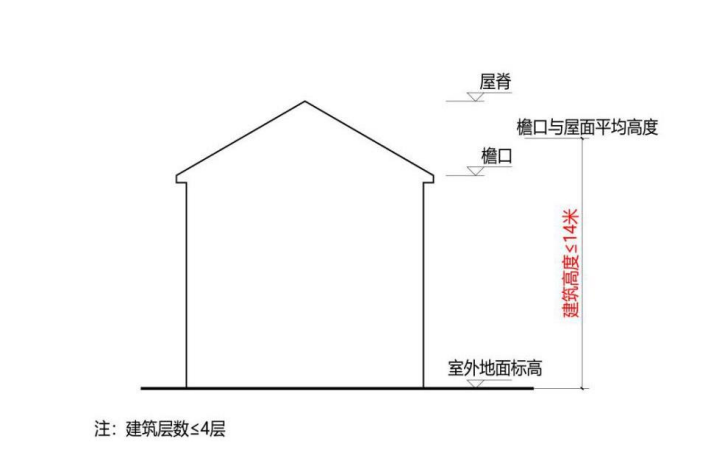 屋脊
檐口与屋面平均高度
檐口
建筑高度≤14米
室外地面标高
注：建筑层数≤4层